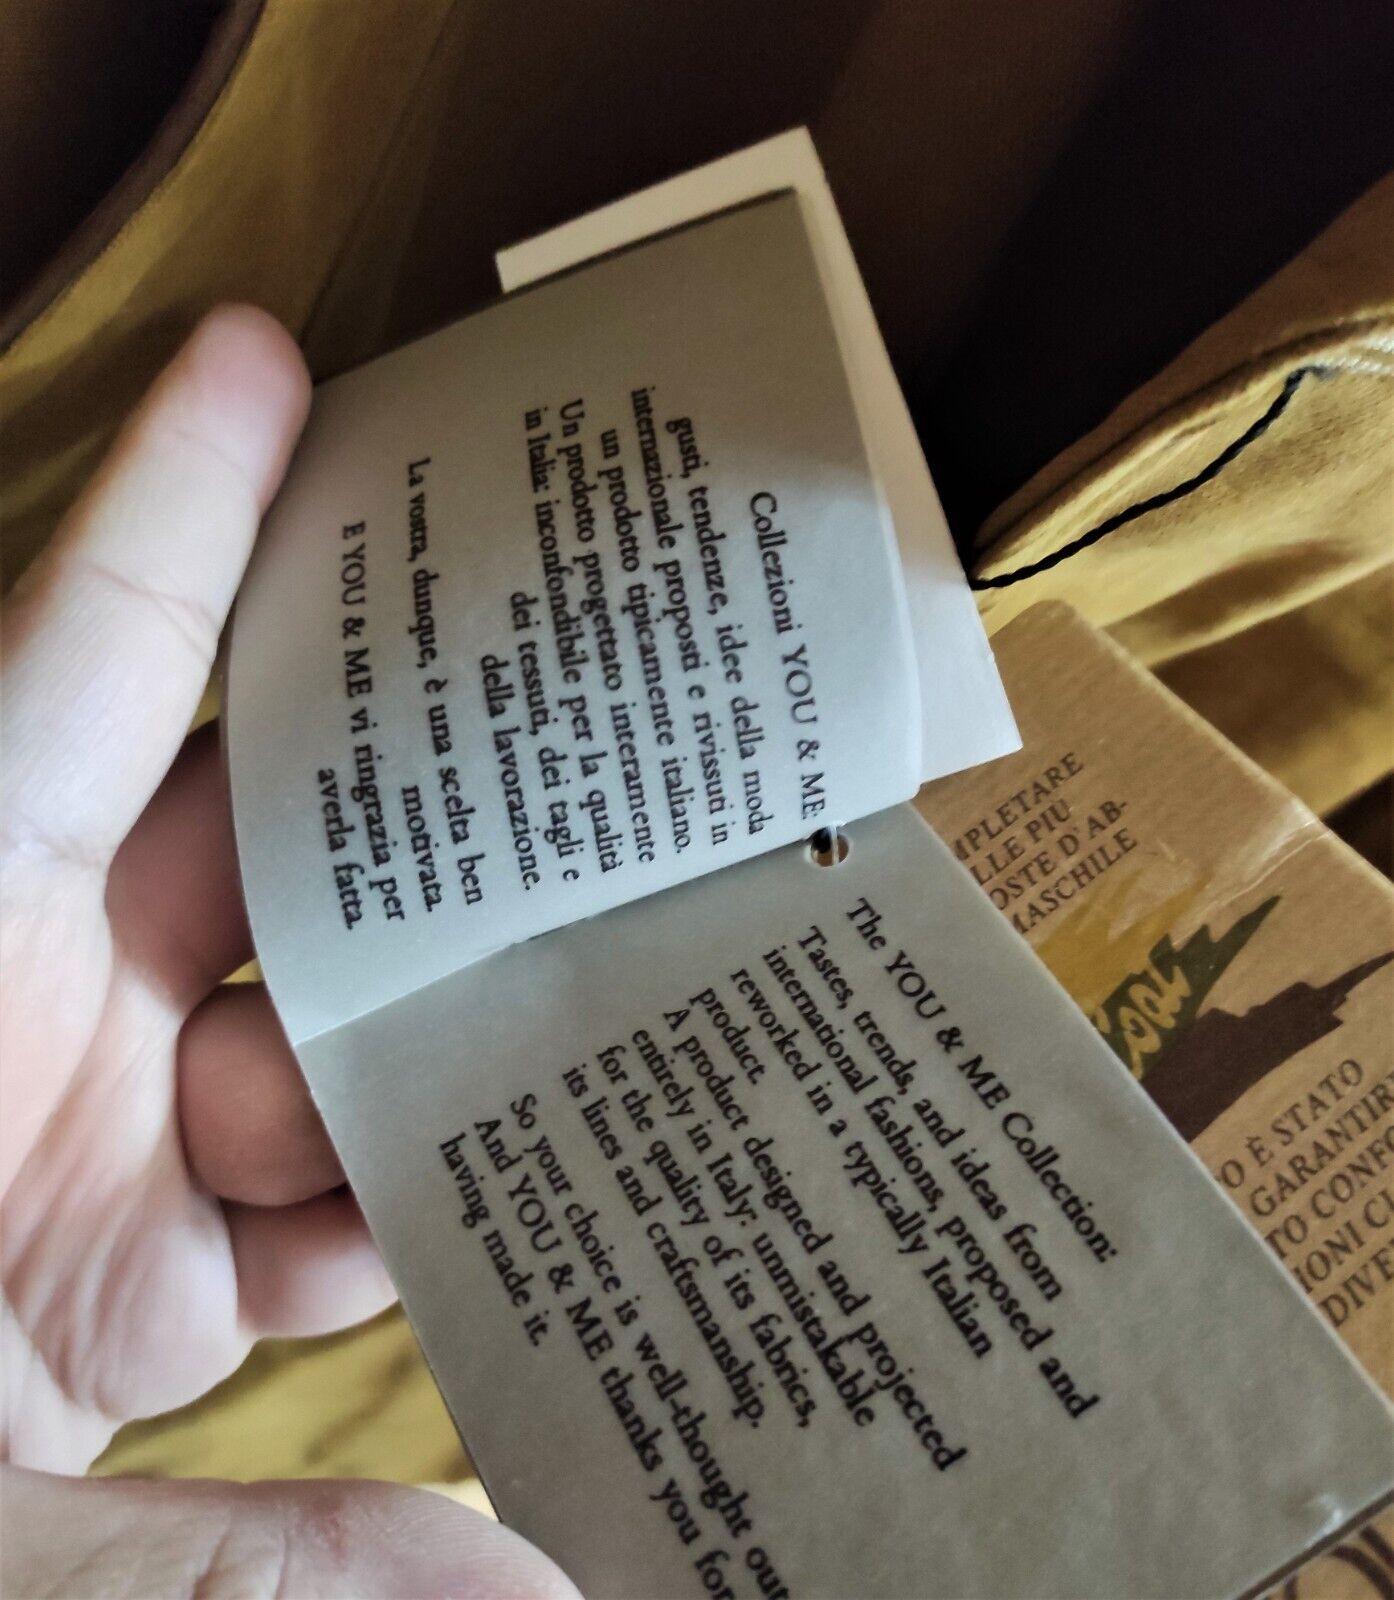 Collezioni YOU & ME:
gusti, tendenze, idee della moda
internazionale proposti e rivissuti in
un prodotto tipicamente italiano.
Un prodotto progettato interamente
in Italia: inconfondibile per la qualità
dei tessuti, dei tagli e
della lavorazione.
La vostra, dunque, è una scelta ben
motivata.
E YOU & ME vi ringrazia per
averla fatta.
The YOU & ME Collection:
Tastes, trends, and ideas from
international fashions, proposed and
reworked in a typically Italian
product.
A product designed and projected
entirely in Italy: unmistakable
for the quality of its fabrics,
its lines and craftsmanship.
So your choice is well-thought out
And YOU & ME thanks you for
having made it.
MPLETARE
LLE PIU
OSTE D'AB-
MASCHILE
O È STATO
GARANTIR
TO CONF
IONI C
DIVE